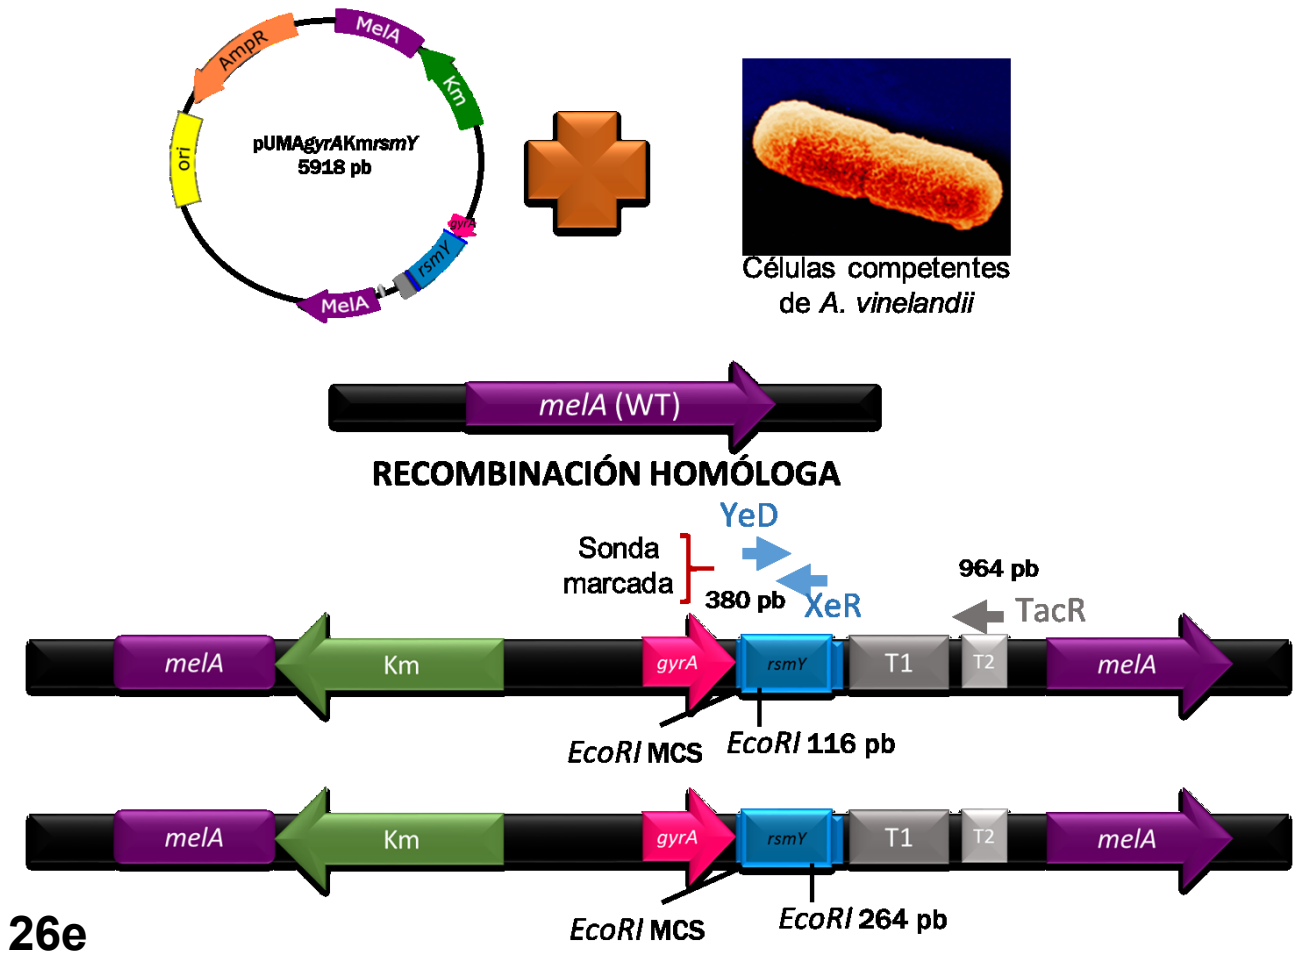 AmpR
MelA
Km
ori
pUMAgyrAKmrsmY
5918 pb
gyrA
rsmY
MelA
Células competentes
de A. vinelandii
melA (WT)
RECOMBINACIÓN HOMÓLOGA
YeD
Sonda
marcada
380 pb
XeR
964 pb
TacR
melA
Km
gyrA
rsmY
T1
T2
melA
EcoRI MCS
EcoRI 116 pb
melA
Km
gyrA
rsmY
T1
T2
melA
EcoRI MCS
EcoRI 264 pb
26e